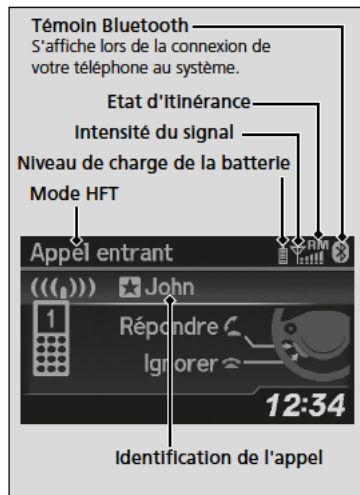 Témoin Bluetooth
S'affiche lors de la connexion de
votre téléphone au système.
Etat d'itinérance
Intensité du signal
Niveau de charge de la batterie
Mode HFT
Appel entrant RM
John
1
Répondre
Ignorer
12:34
Identification de l'appel